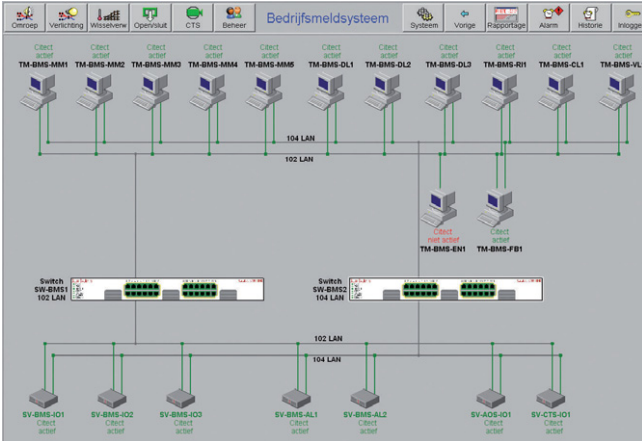 Omroep Verlichting Wisselverw Open/sluit CTS Beheer Bedrijfsmeldsysteem Systeem Vorige Rapportage Alarm Historie Inlogge
Citect Citect Citect Citect Citect Citect Citect Citect Citect Citect Citect
actief actief actief actief actief actief actief actief actief actief actief
TM-BMS-MM1 TM-BMS-MM2 TM-BMS-MM3 TM-BMS-MM4 TM-BMS-MM5 TM-BMS-DL1 TM-BMS-DL2 TM-BMS-DL3 TM-BMS-RI1 TM-BMS-CL1 TM-BMS-VL
104 LAN
102 LAN
Citect Citect
niet actief actief
TM-BMS-EN1 TM-BMS-FB1
Switch Switch
SW-BMS1 SW-BMS2
102 LAN 104 LAN
102 LAN
104 LAN
SV-BMS-IO1 SV-BMS-IO2 SV-BMS-IO3 SV-BMS-AL1 SV-BMS-AL2 SV-AOS-IO1 SV-CTS-IO1
Citect Citect Citect Citect Citect Citect Citect
actief actief actief actief actief actief actief